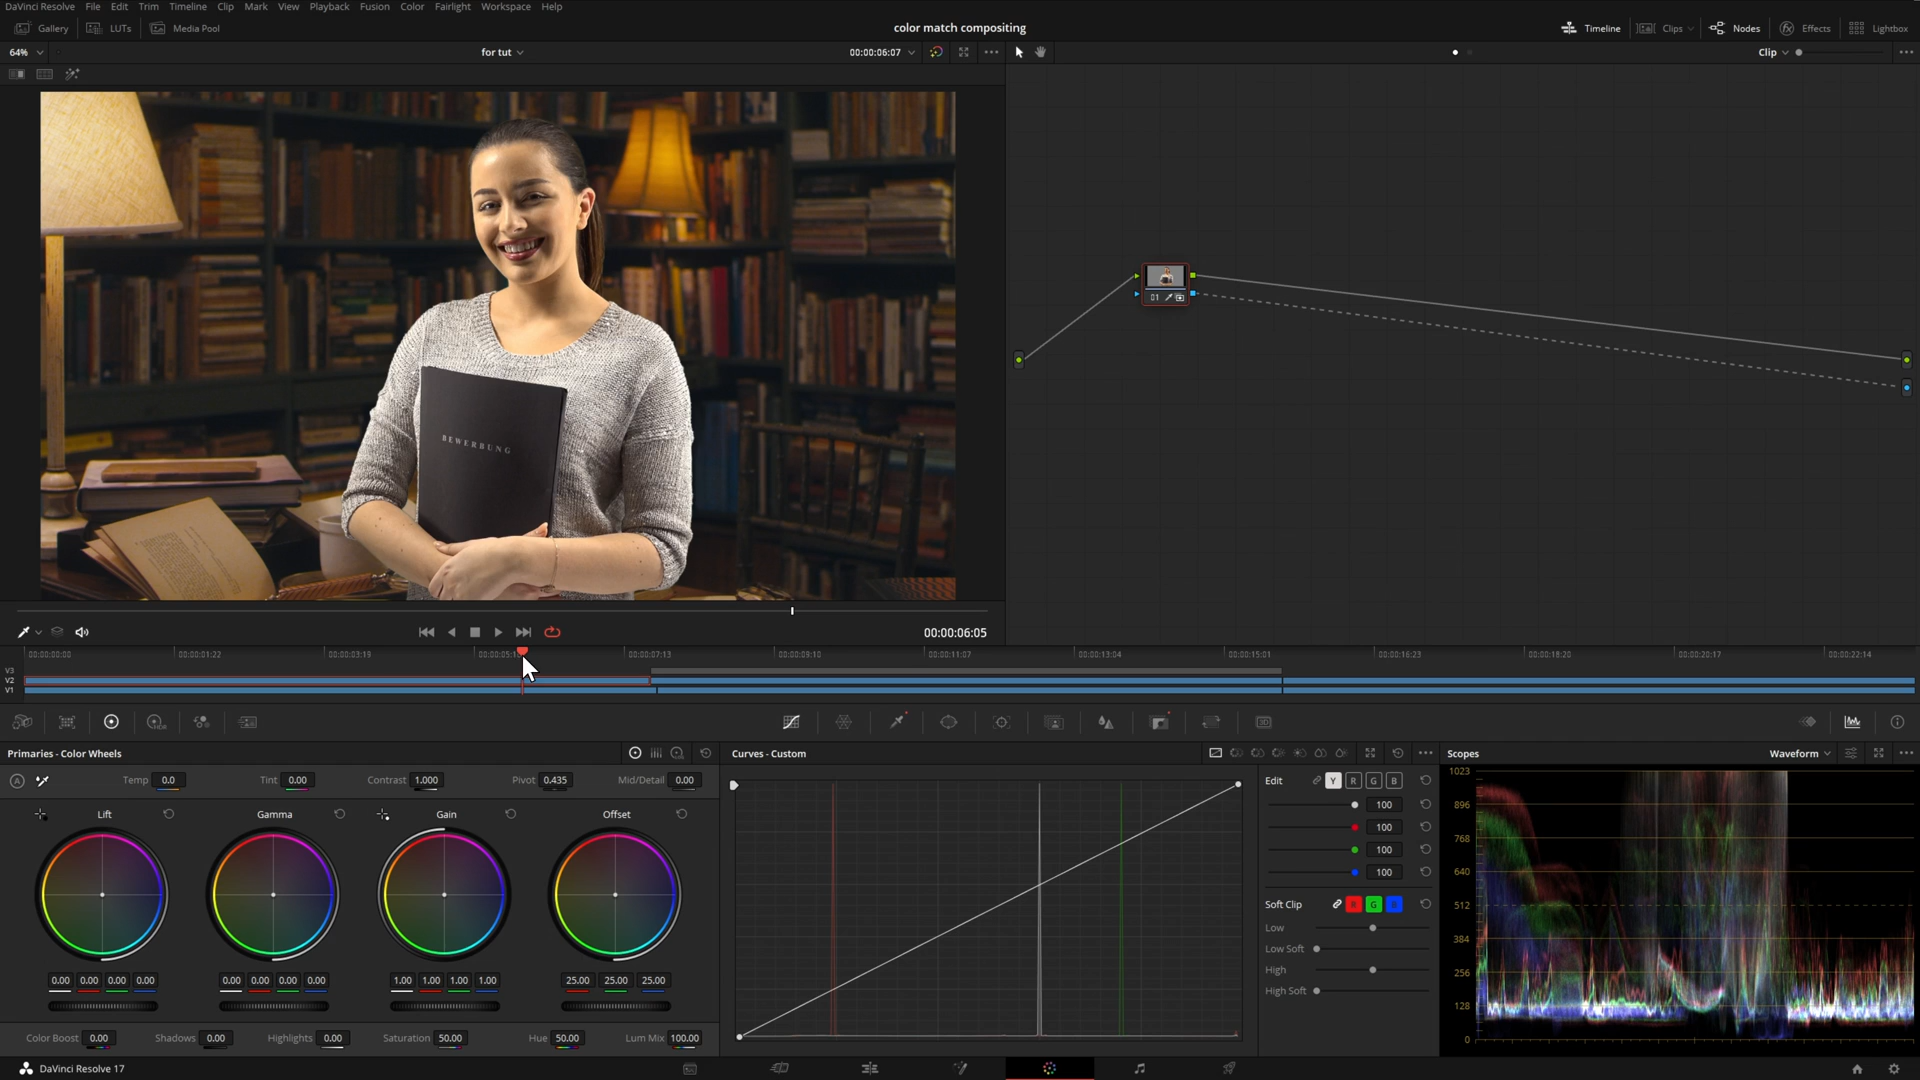 DaVinci Resolve File Edit Trim Timeline Clip Mark View Playback Fusion Color Fairlight Workspace Help
Gallery LUTs Media Pool color match compositing Timeline Clips Nodes Effects Lightbox
64% for tut 00:00:06:07 Clip
BEWERBUNG
01
00:00:06:05
00:00:00:00 00:00:01:22 00:00:03:19 00:00:07:13 00:00:09:10 00:00:11:07 00:00:13:04 00:00:15:01 00:00:16:23 00:00:18:20 00:00:20:17 00:00:22:14
V3
V2
V1
Primaries - Color Wheels Curves - Custom Scopes Waveform
A Temp 0.0 Tint 0.00 Contrast 1.000 Pivot 0.435 Mid/Detail 0.00
Lift Gamma Gain Offset
0.00 0.00 0.00 0.00 0.00 0.00 0.00 0.00 1.00 1.00 1.00 1.00 25.00 25.00 25.00
Color Boost 0.00 Shadows 0.00 Highlights 0.00 Saturation 50.00 Hue 50.00 Lum Mix 100.00
Edit Y R G B
100
100
100
100
Soft Clip R G B
Low
Low Soft
High
High Soft
1023
896
768
640
512
384
256
128
0
DaVinci Resolve 17